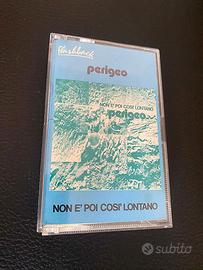 flashback
perigeo
NON E' POI COSI' LONTANO
perigeo
NON E' POI COSI' LONTANO
subito